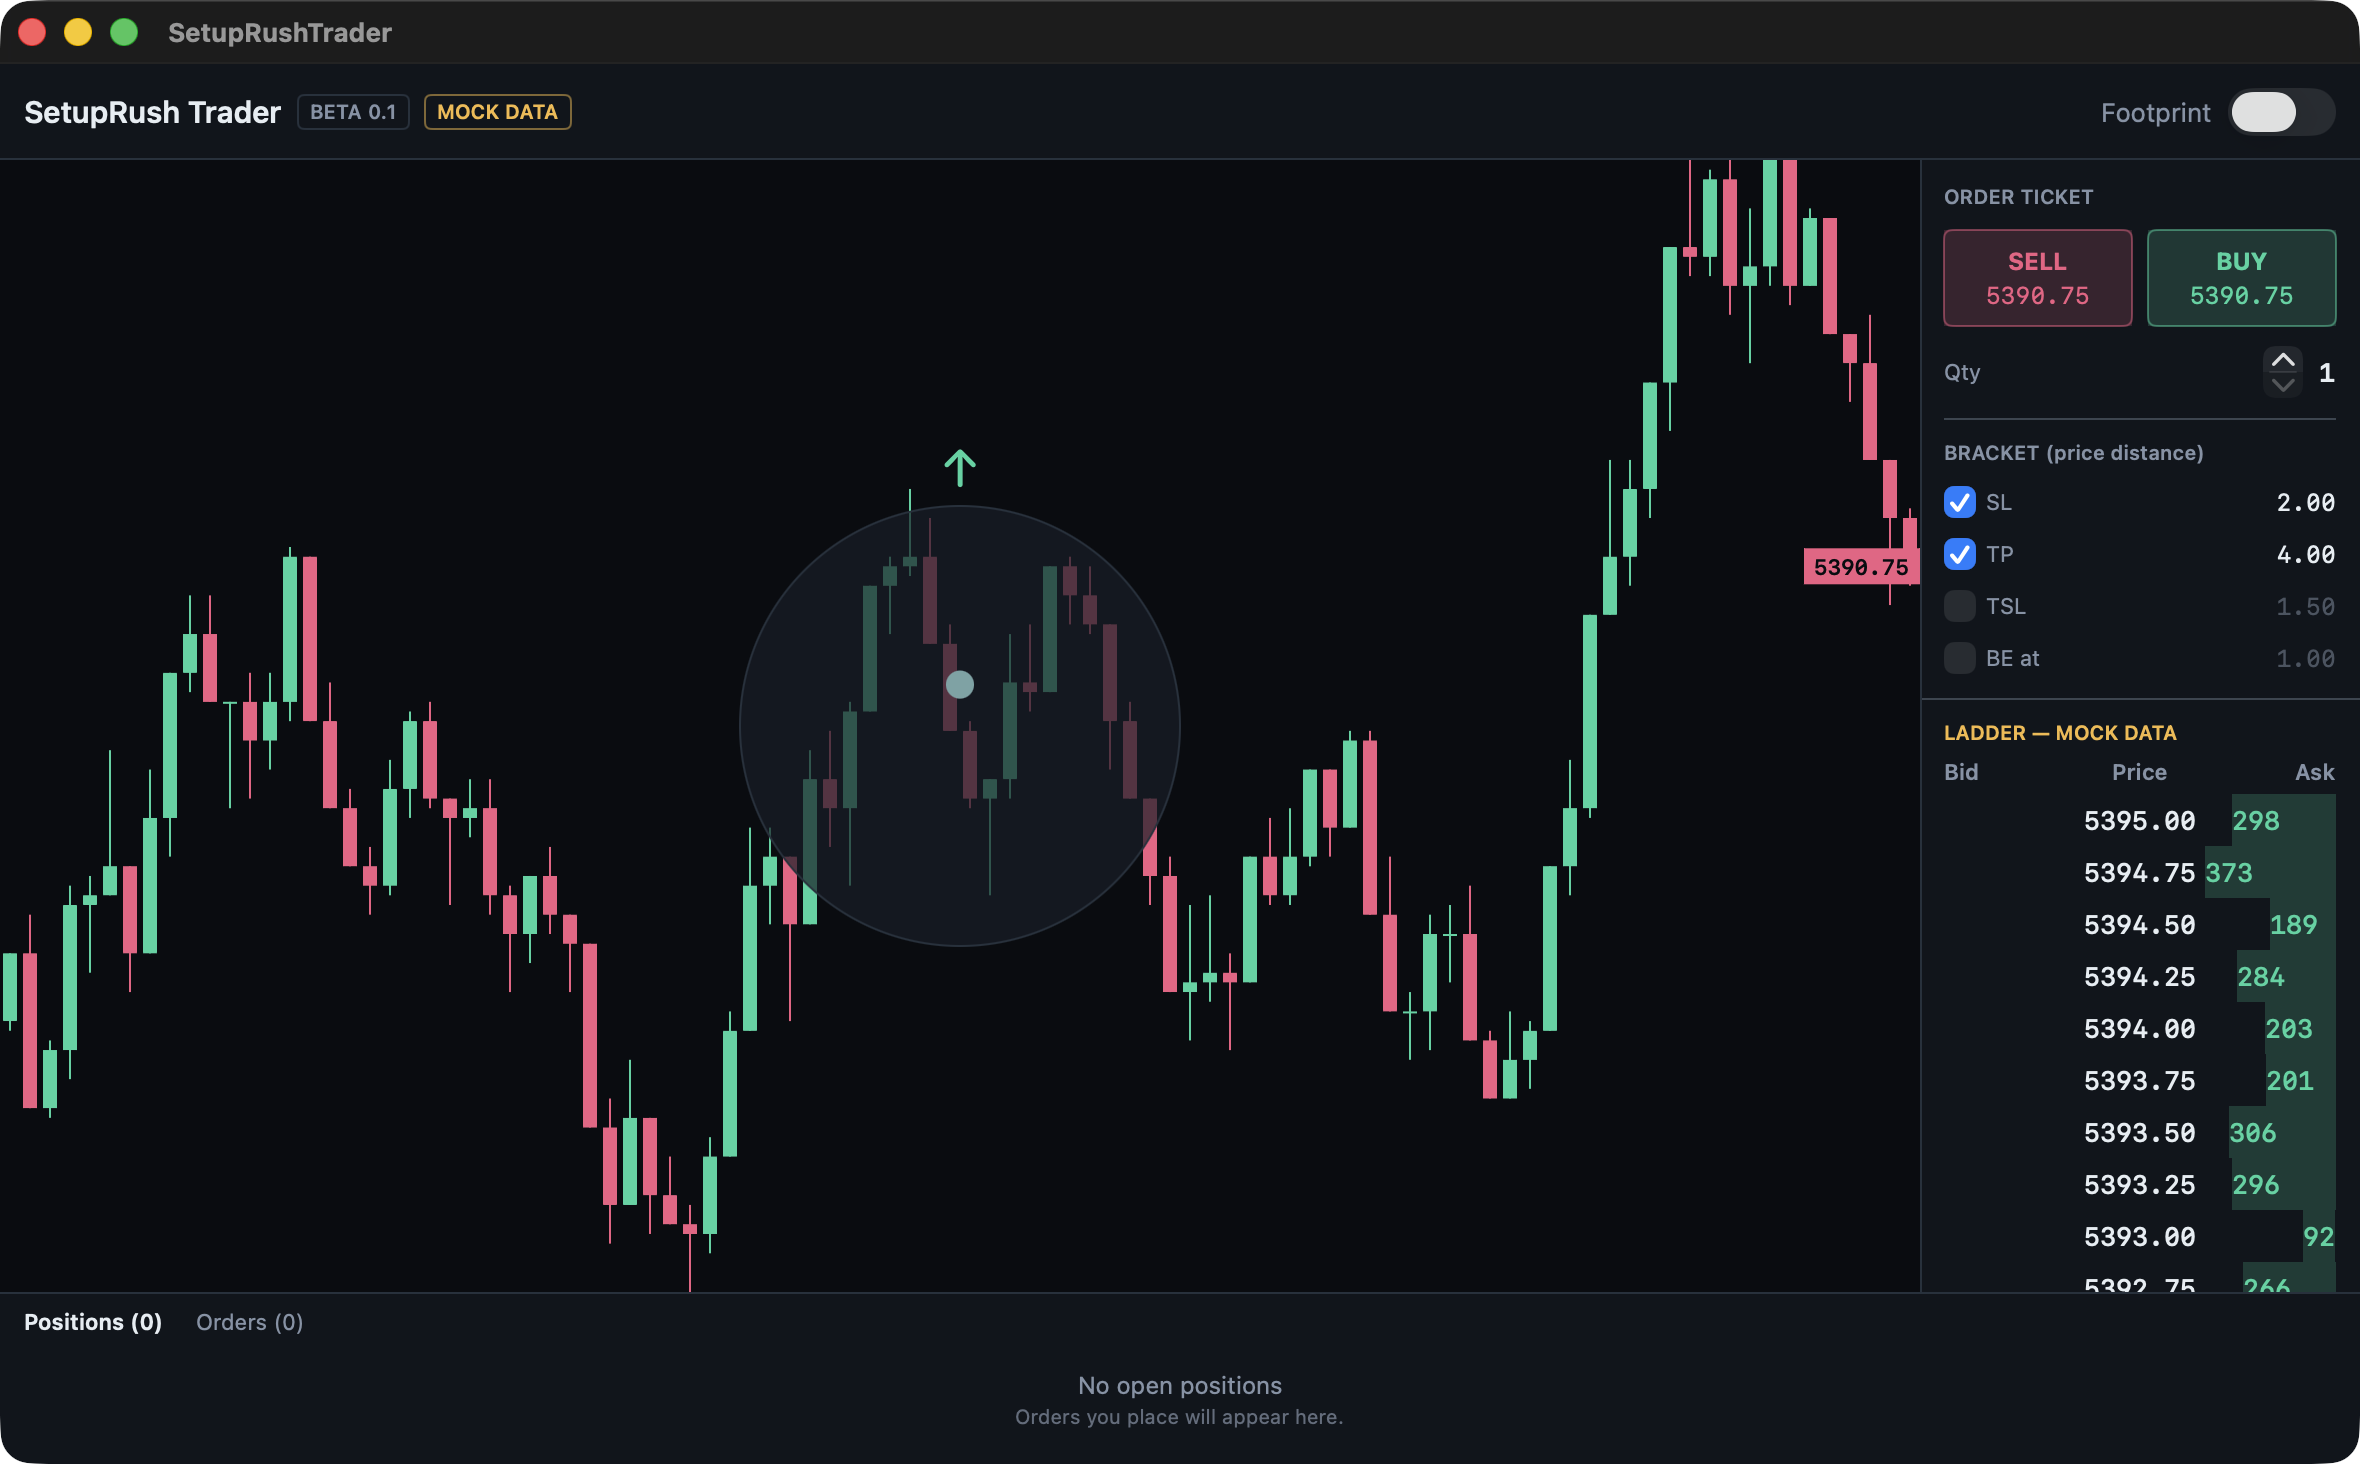 SetupRushTrader
SetupRush Trader BETA 0.1 MOCK DATA Footprint
ORDER TICKET
SELL BUY
5390.75 5390.75
Qty 1
BRACKET (price distance)
SL 2.00
TP 4.00
TSL 1.50
BE at 1.00
5390.75
LADDER — MOCK DATA
Bid Price Ask
5395.00 298
5394.75 373
5394.50 189
5394.25 284
5394.00 203
5393.75 201
5393.50 306
5393.25 296
5393.00 92
5392.75 266
Positions (0) Orders (0)
No open positions
Orders you place will appear here.